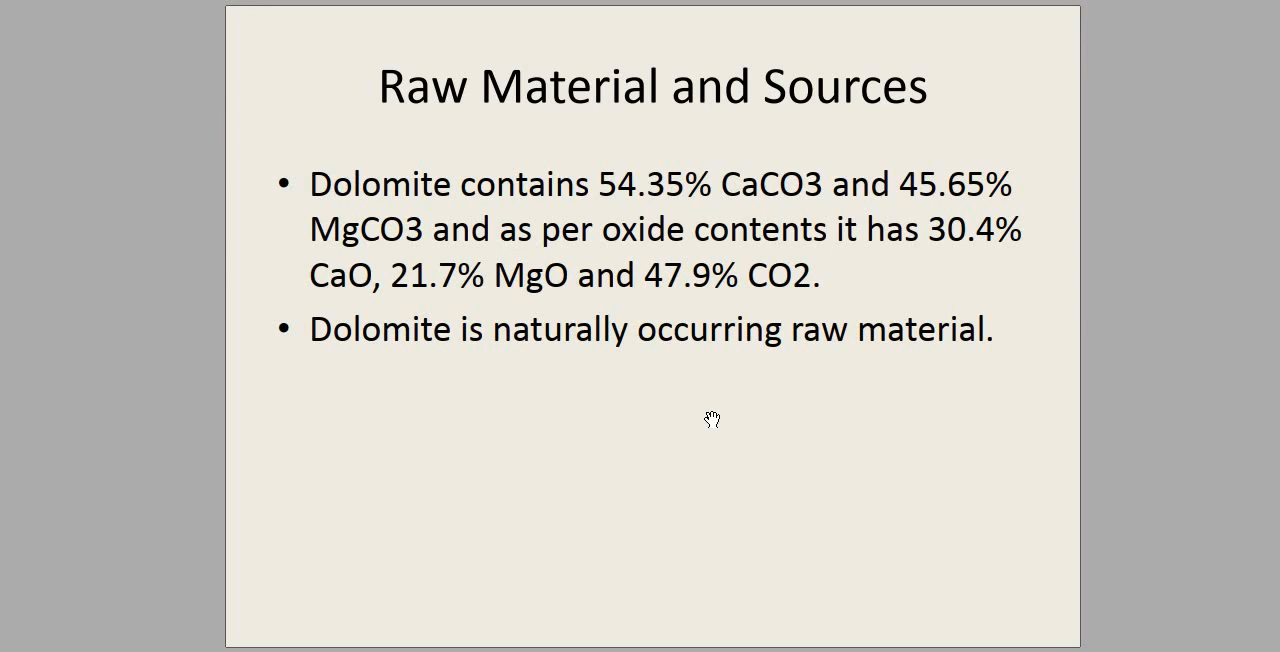 Raw Material and Sources
• Dolomite contains 54.35% CaCO3 and 45.65%
MgCO3 and as per oxide contents it has 30.4%
CaO, 21.7% MgO and 47.9% CO2.
• Dolomite is naturally occurring raw material.